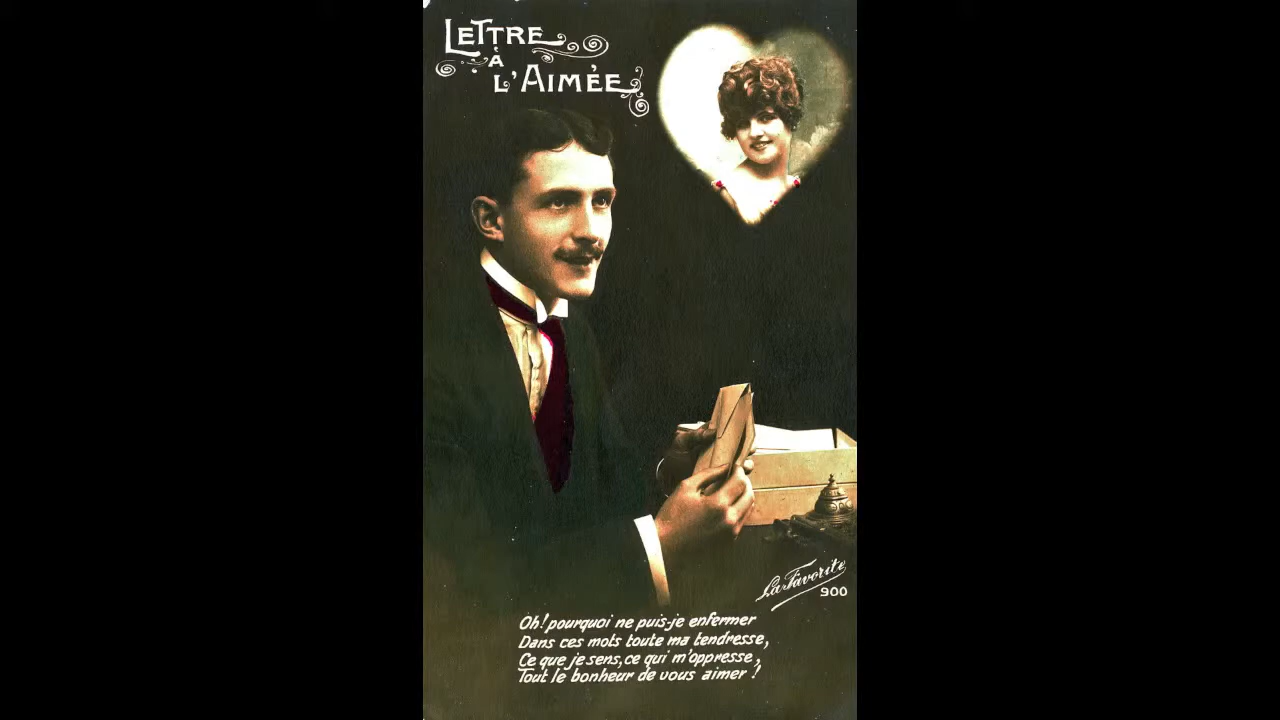 LETTRE
À
L'AIMÉE
La Favorite
900
Oh! pourquoi ne puis-je enfermer
Dans ces mots toute ma tendresse,
Ce que je sens, ce qui m'oppresse,
Tout le bonheur de vous aimer !